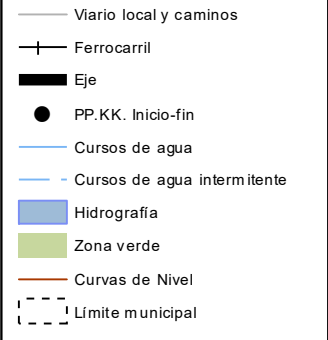 Viario local y caminos
Ferrocarril
Eje
PP.KK. Inicio-fin
Cursos de agua
Cursos de agua intermitente
Hidrografía
Zona verde
Curvas de Nivel
Límite municipal